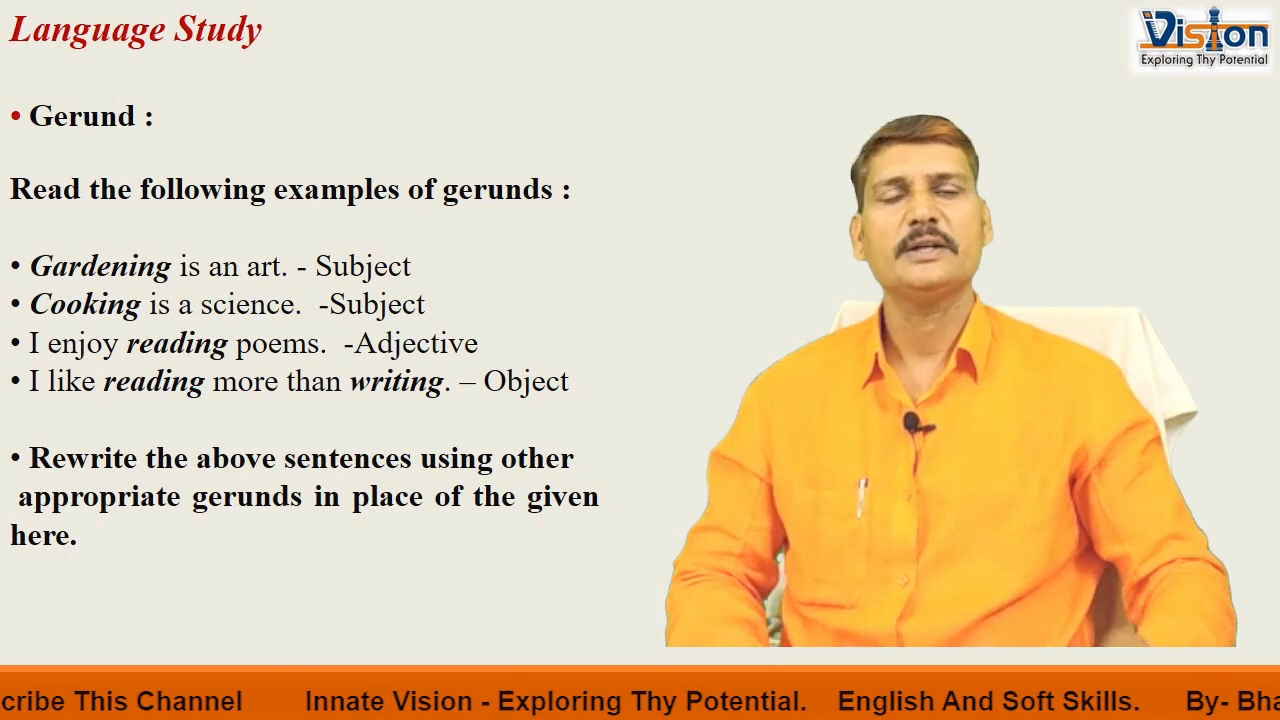 Language Study
Vision
Exploring Thy Potential
• Gerund :
Read the following examples of gerunds :
• Gardening is an art. - Subject
• Cooking is a science. -Subject
• I enjoy reading poems. -Adjective
• I like reading more than writing. – Object
• Rewrite the above sentences using other
appropriate gerunds in place of the given
here.
cribe This Channel Innate Vision - Exploring Thy Potential. English And Soft Skills. By- Bha